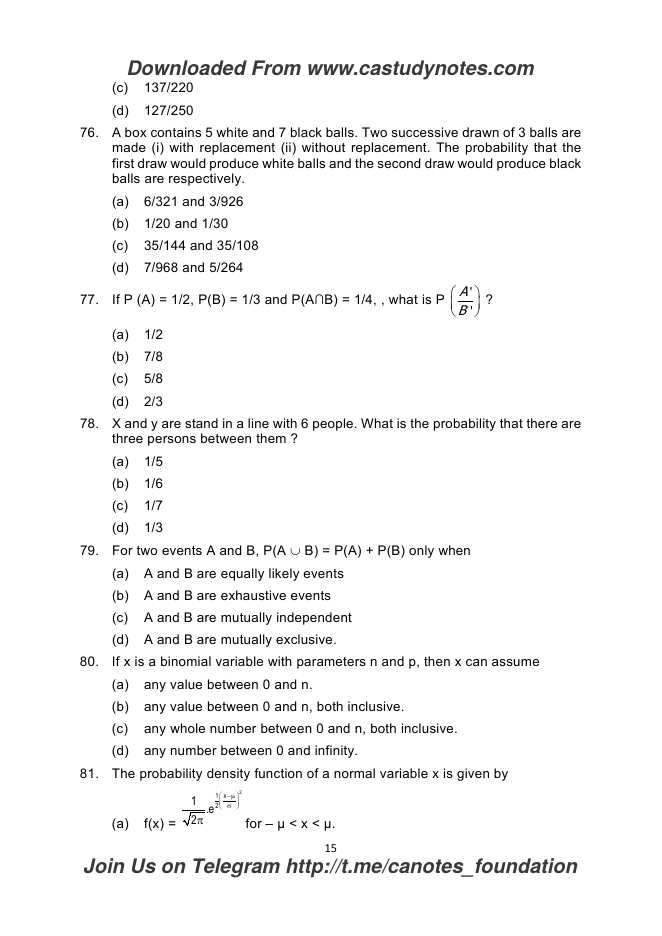 Downloaded From www.castudynotes.com
(c) 137/220
(d) 127/250
76. A box contains 5 white and 7 black balls. Two successive drawn of 3 balls are
made (i) with replacement (ii) without replacement. The probability that the
first draw would produce white balls and the second draw would produce black
balls are respectively.
(a) 6/321 and 3/926
(b) 1/20 and 1/30
(c) 35/144 and 35/108
(d) 7/968 and 5/264
77. If P (A) = 1/2, P(B) = 1/3 and P(A∩B) = 1/4, , what is P (A'/B') ?
(a) 1/2
(b) 7/8
(c) 5/8
(d) 2/3
78. X and y are stand in a line with 6 people. What is the probability that there are
three persons between them ?
(a) 1/5
(b) 1/6
(c) 1/7
(d) 1/3
79. For two events A and B, P(A ∪ B) = P(A) + P(B) only when
(a) A and B are equally likely events
(b) A and B are exhaustive events
(c) A and B are mutually independent
(d) A and B are mutually exclusive.
80. If x is a binomial variable with parameters n and p, then x can assume
(a) any value between 0 and n.
(b) any value between 0 and n, both inclusive.
(c) any whole number between 0 and n, both inclusive.
(d) any number between 0 and infinity.
81. The probability density function of a normal variable x is given by
(a) f(x) = 1/√2π .e^1/2((x−μ)/σ)^2 for – μ < x < μ.
15
Join Us on Telegram http://t.me/canotes_foundation